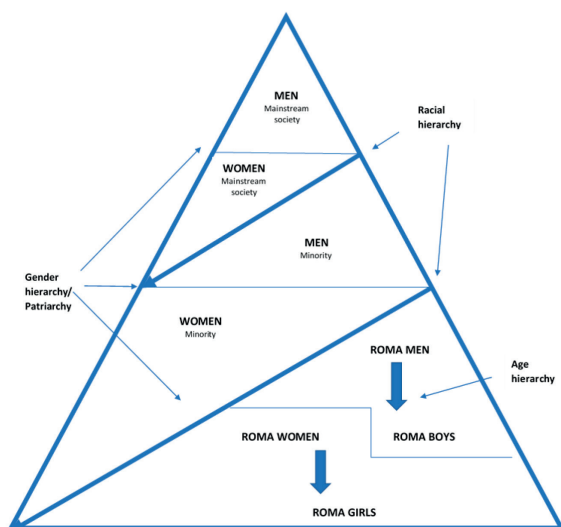 MEN
Mainstream
society
Racial
hierarchy
WOMEN
Mainstream
society
MEN
Minority
Gender
hierarchy/
Patriarchy
WOMEN
Minority
ROMA MEN
Age
hierarchy
ROMA WOMEN
ROMA BOYS
ROMA GIRLS